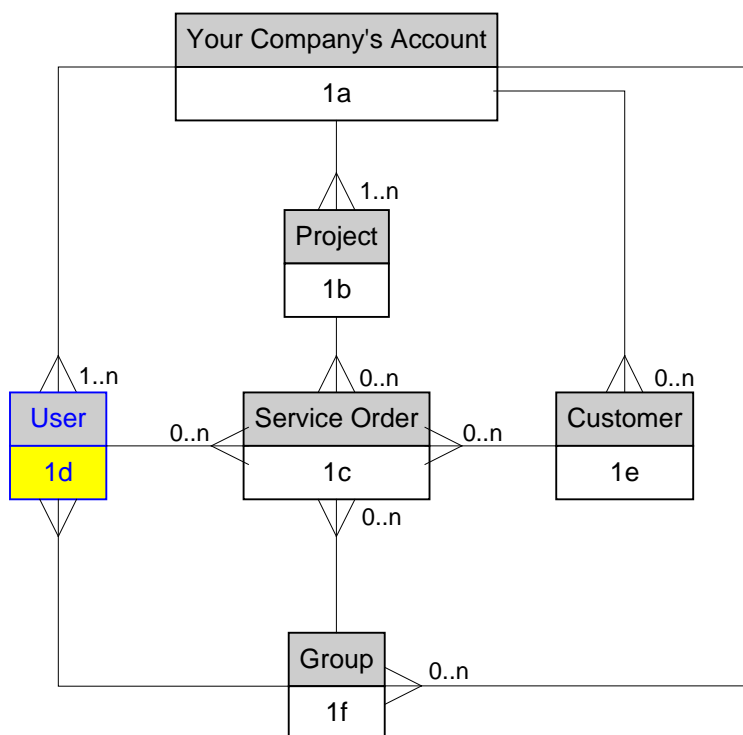 Your Company's Account
1a
1..n
Project
1b
1..n
0..n
0..n
User
Service Order
Customer
0..n
0..n
1d
1c
1e
0..n
Group
0..n
1f